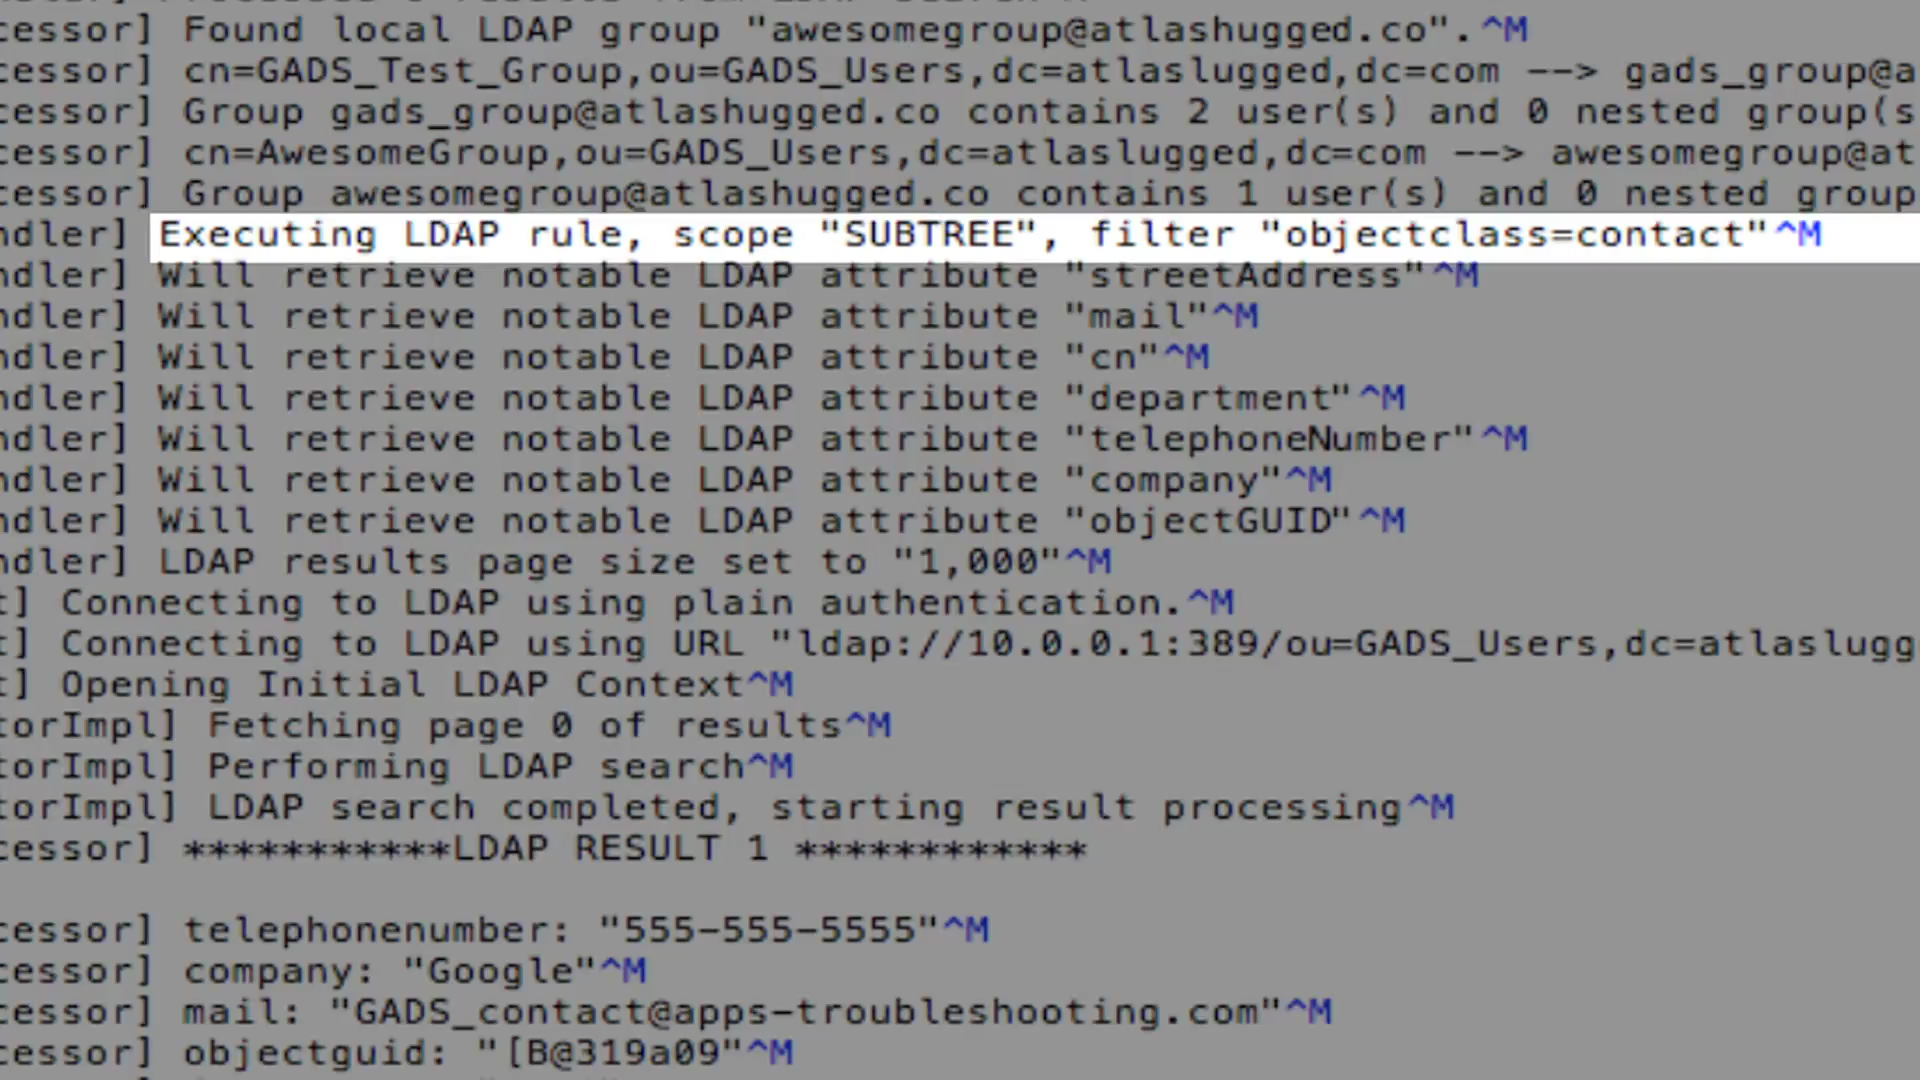 cessor] Found local LDAP group "awesomegroup@atlashugged.co".^M
cessor] cn=GADS_Test_Group,ou=GADS_Users,dc=atlaslugged,dc=com --> gads_group@a
cessor] Group gads_group@atlashugged.co contains 2 user(s) and 0 nested group(s
cessor] cn=AwesomeGroup,ou=GADS_Users,dc=atlaslugged,dc=com --> awesomegroup@at
cessor] Group awesomegroup@atlashugged.co contains 1 user(s) and 0 nested group
ndler] Executing LDAP rule, scope "SUBTREE", filter "objectclass=contact"^M
ndler] Will retrieve notable LDAP attribute "streetAddress"^M
ndler] Will retrieve notable LDAP attribute "mail"^M
ndler] Will retrieve notable LDAP attribute "cn"^M
ndler] Will retrieve notable LDAP attribute "department"^M
ndler] Will retrieve notable LDAP attribute "telephoneNumber"^M
ndler] Will retrieve notable LDAP attribute "company"^M
ndler] Will retrieve notable LDAP attribute "objectGUID"^M
ndler] LDAP results page size set to "1,000"^M
t] Connecting to LDAP using plain authentication.^M
t] Connecting to LDAP using URL "ldap://10.0.0.1:389/ou=GADS_Users,dc=atlaslugg
t] Opening Initial LDAP Context^M
torImpl] Fetching page 0 of results^M
torImpl] Performing LDAP search^M
torImpl] LDAP search completed, starting result processing^M
cessor] ***********LDAP RESULT 1 ************
cessor] telephonenumber: "555-555-5555"^M
cessor] company: "Google"^M
cessor] mail: "GADS_contact@apps-troubleshooting.com"^M
cessor] objectguid: "[B@319a09"^M